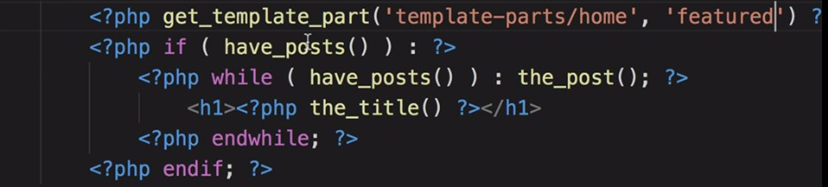 <?php get_template_part('template-parts/home', 'featured') ?
<?php if ( have_posts() ) : ?>
<?php while ( have_posts() ) : the_post(); ?>
<h1><?php the_title() ?></h1>
<?php endwhile; ?>
<?php endif; ?>